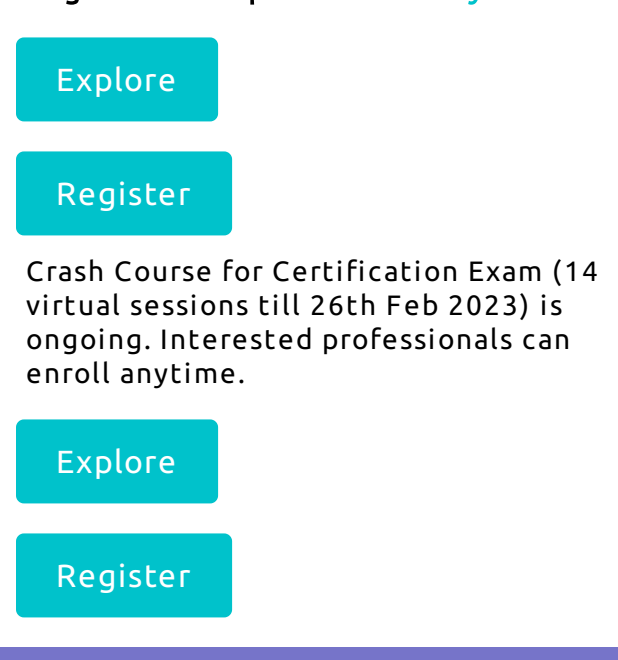 Explore
Register
Crash Course for Certification Exam (14
virtual sessions till 26th Feb 2023) is
ongoing. Interested professionals can
enroll anytime.
Explore
Register